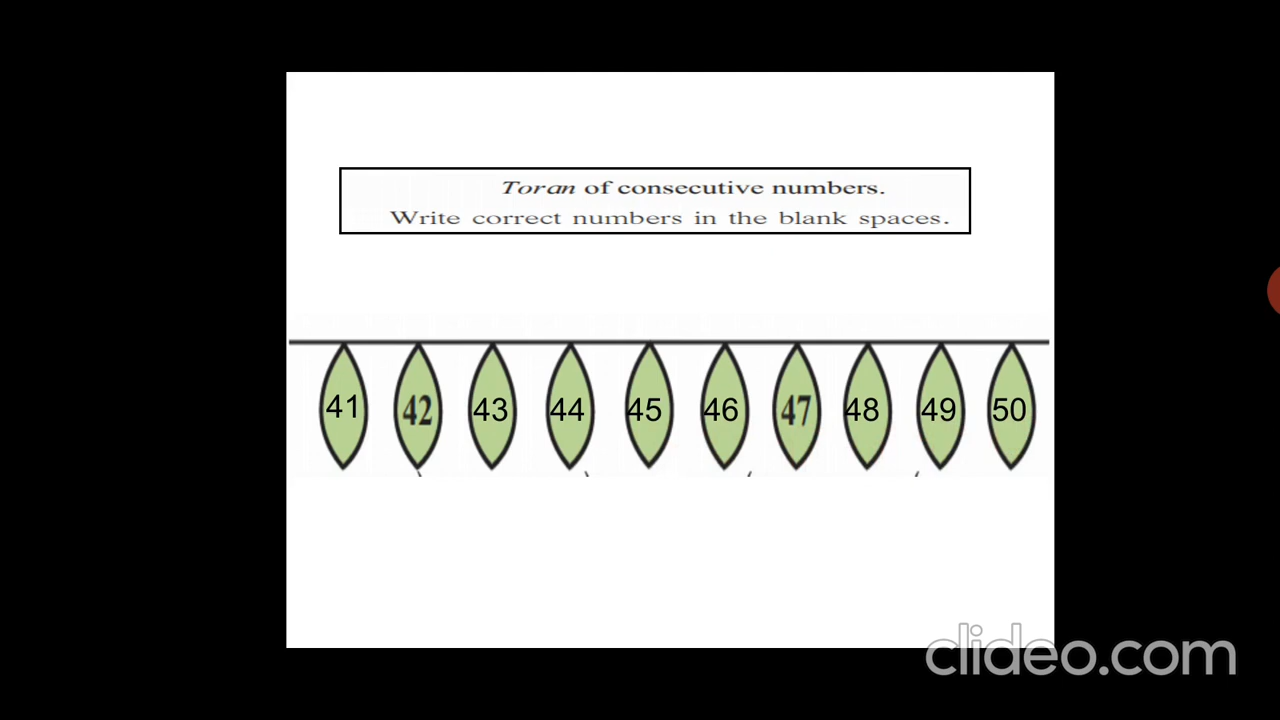 Toran of consecutive numbers.
Write correct numbers in the blank spaces.
41 42 43 44 45 46 47 48 49 50
clideo.com